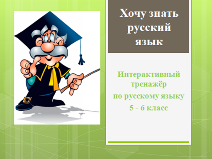 Хочу знать
русский
язык
Интерактивный
тренажёр
по русскому языку
5 - 6 класс